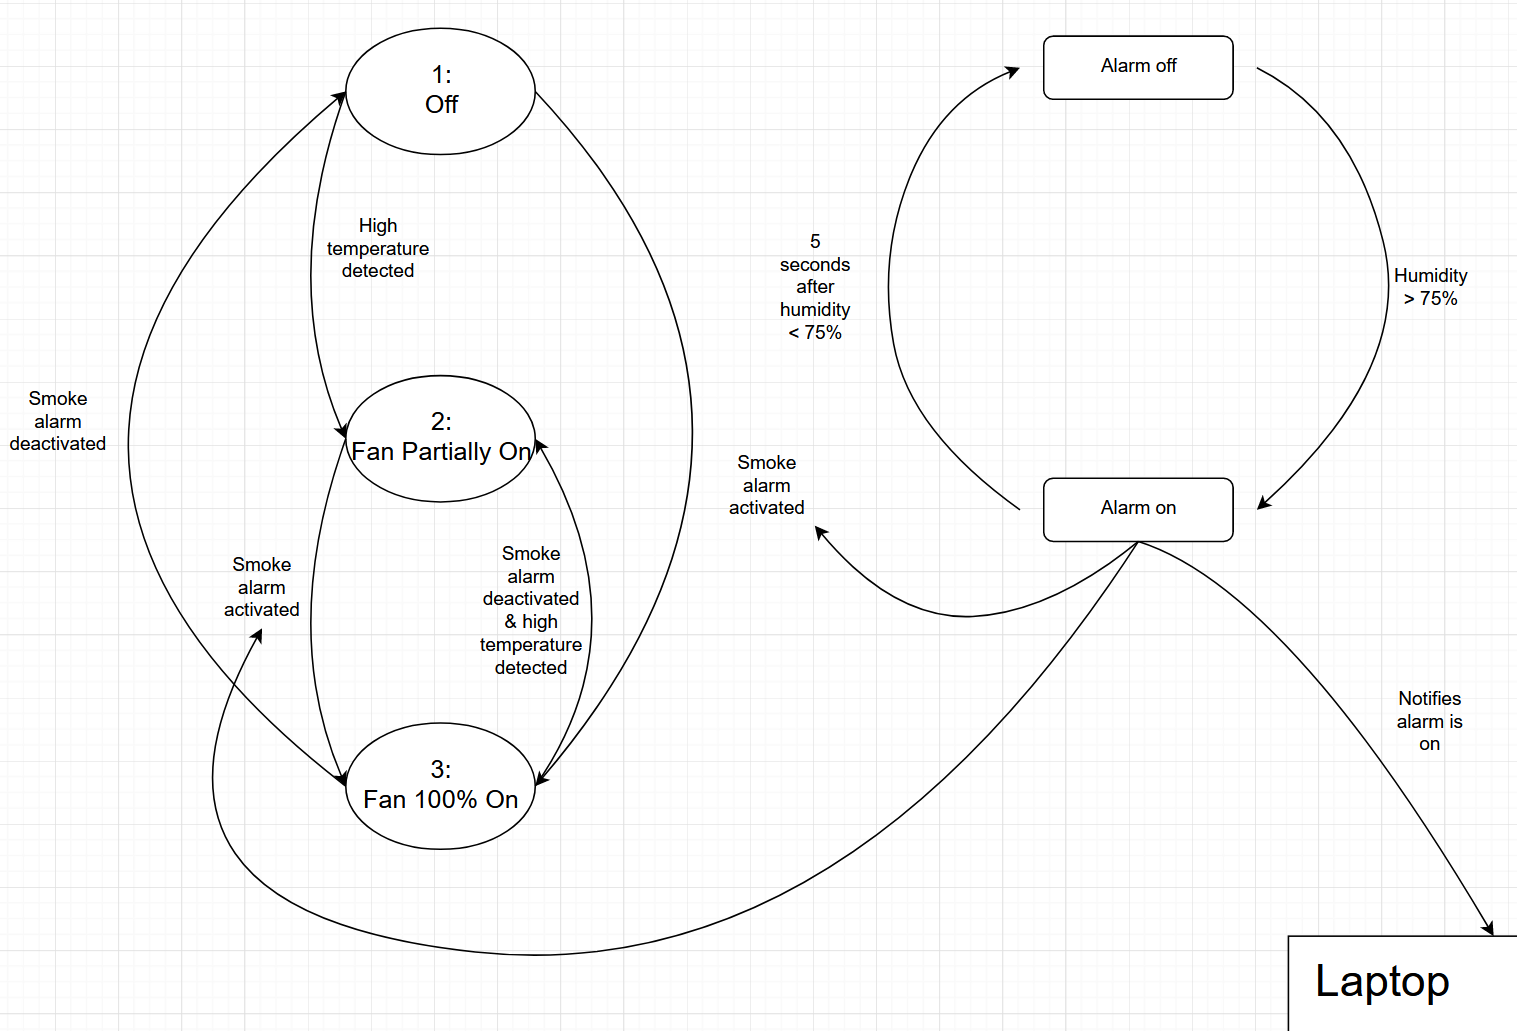 1:
Off
Alarm off
High
temperature
detected
5
seconds
after
humidity
< 75%
Humidity
> 75%
Smoke
alarm
deactivated
2:
Fan Partially On
Smoke
alarm
activated
Alarm on
Smoke
alarm
activated
Smoke
alarm
deactivated
& high
temperature
detected
Notifies
alarm is
on
3:
Fan 100% On
Laptop